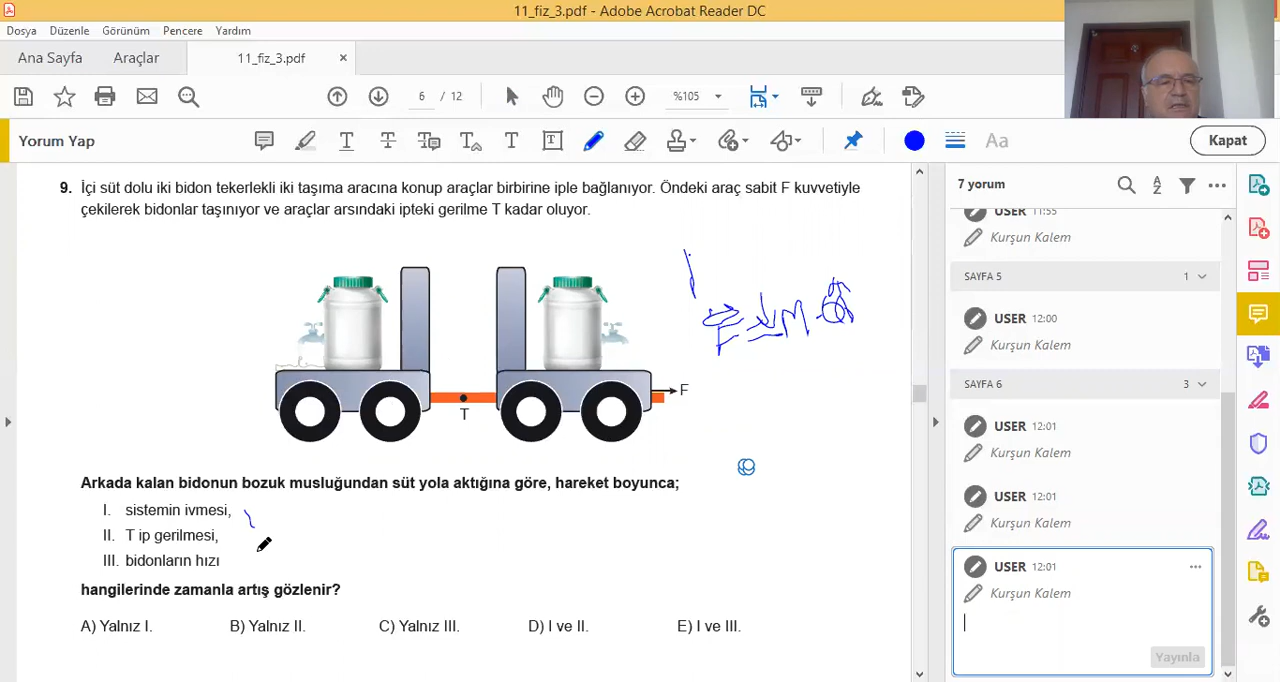 11_fiz_3.pdf - Adobe Acrobat Reader DC
Dosya Düzenle Görünüm Pencere Yardım
Ana Sayfa Araçlar 11_fiz_3.pdf ×
6 / 12 %105
Yorum Yap Aa Kapat
9. İçi süt dolu iki bidon tekerlekli iki taşıma aracına konup araçlar birbirine iple bağlanıyor. Öndeki araç sabit F kuvvetiyle
çekilerek bidonlar taşınıyor ve araçlar arsındaki ipteki gerilme T kadar oluyor.
F
T
Arkada kalan bidonun bozuk musluğundan süt yola aktığına göre, hareket boyunca;
I. sistemin ivmesi,
II. T ip gerilmesi,
III. bidonların hızı
hangilerinde zamanla artış gözlenir?
A) Yalnız I. B) Yalnız II. C) Yalnız III. D) I ve II. E) I ve III.
7 yorum
USER 11:55
Kurşun Kalem
SAYFA 5 1
USER 12:00
Kurşun Kalem
SAYFA 6 3
USER 12:01
Kurşun Kalem
USER 12:01
Kurşun Kalem
USER 12:01
Kurşun Kalem
Yayınla